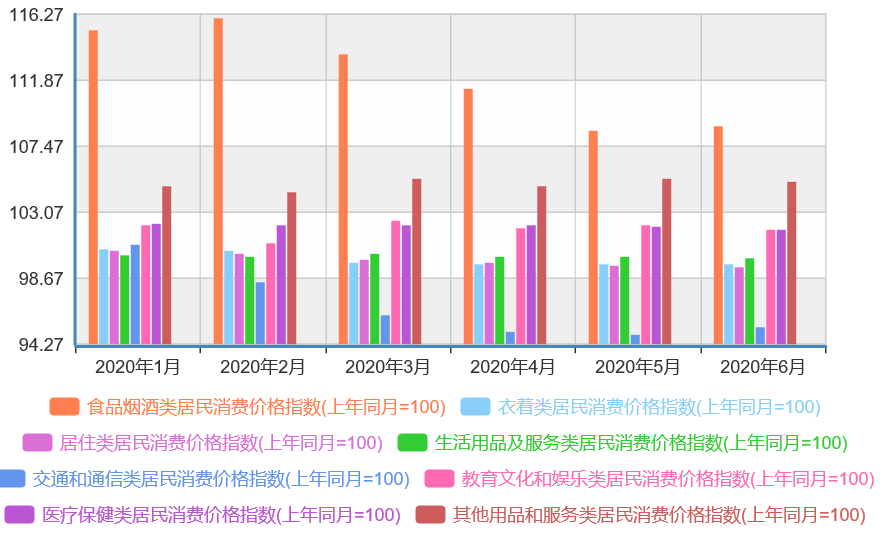 116.27
111.87
107.47
103.07
98.67
94.27
2020年1月 2020年2月 2020年3月 2020年4月 2020年5月 2020年6月
食品烟酒类居民消费价格指数(上年同月=100) 衣着类居民消费价格指数(上年同月=100)
居住类居民消费价格指数(上年同月=100) 生活用品及服务类居民消费价格指数(上年同月=100)
交通和通信类居民消费价格指数(上年同月=100) 教育文化和娱乐类居民消费价格指数(上年同月=100)
医疗保健类居民消费价格指数(上年同月=100) 其他用品和服务类居民消费价格指数(上年同月=100)